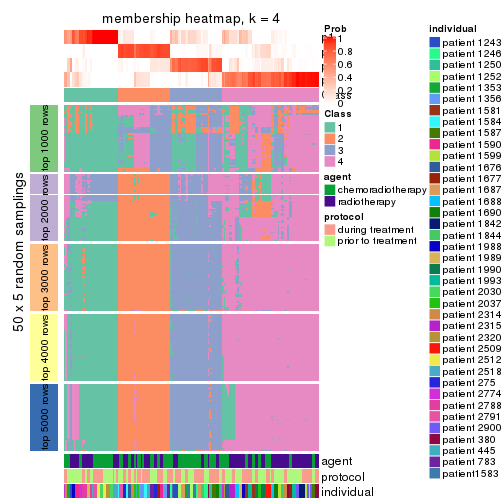 membership heatmap, k = 4
50 x 5 random samplings
top 1000 rows
top 2000 rows
top 3000 rows
top 4000 rows
top 5000 rows
agent
protocol
individual
Prob
1
0.8
0.6
0.4
0.2
0
Class
1
2
3
4
agent
chemoradiotherapy
radiotherapy
protocol
during treatment
prior to treatment
individual
patient 1243
patient 1246
patient 1250
patient 1252
patient 1353
patient 1356
patient 1581
patient 1584
patient 1587
patient 1590
patient 1599
patient 1676
patient 1677
patient 1687
patient 1688
patient 1690
patient 1842
patient 1844
patient 1988
patient 1989
patient 1990
patient 1993
patient 2030
patient 2037
patient 2314
patient 2315
patient 2320
patient 2509
patient 2512
patient 2518
patient 275
patient 2774
patient 2788
patient 2791
patient 2900
patient 380
patient 445
patient 783
patient1583